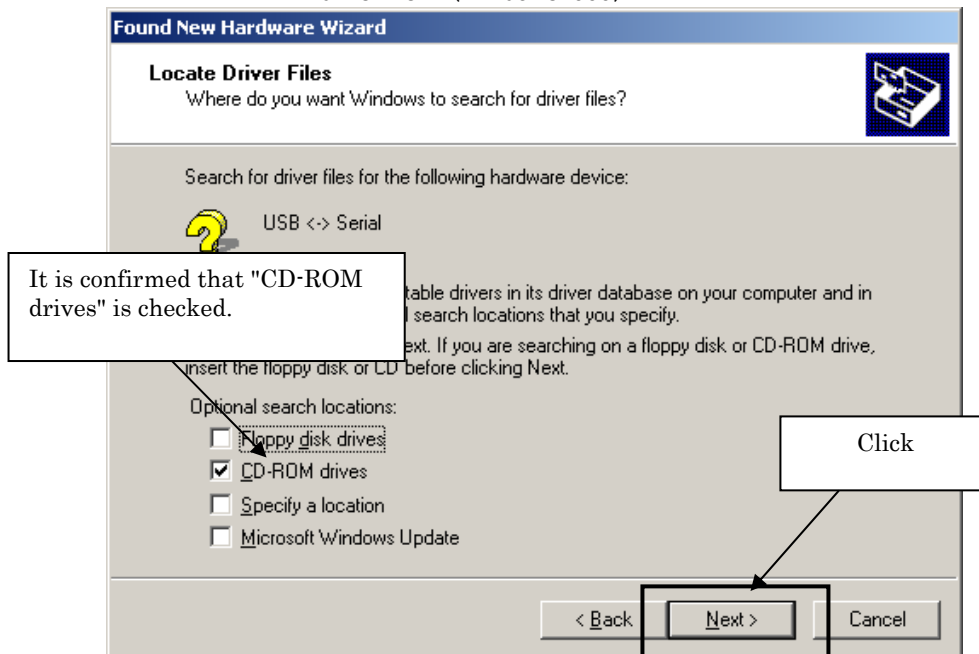 Found New Hardware Wizard
Locate Driver Files
Where do you want Windows to search for driver files?
Search for driver files for the following hardware device:
USB <-> Serial
It is confirmed that "CD-ROM
drives" is checked.
drivers in its driver database on your computer and in
search locations that you specify.
If you are searching on a floppy disk or CD-ROM drive,
insert the floppy disk or CD before clicking Next.
Optional search locations:
Floppy disk drives
CD-ROM drives
Specify a location
Microsoft Windows Update
Click
< Back
Next >
Cancel